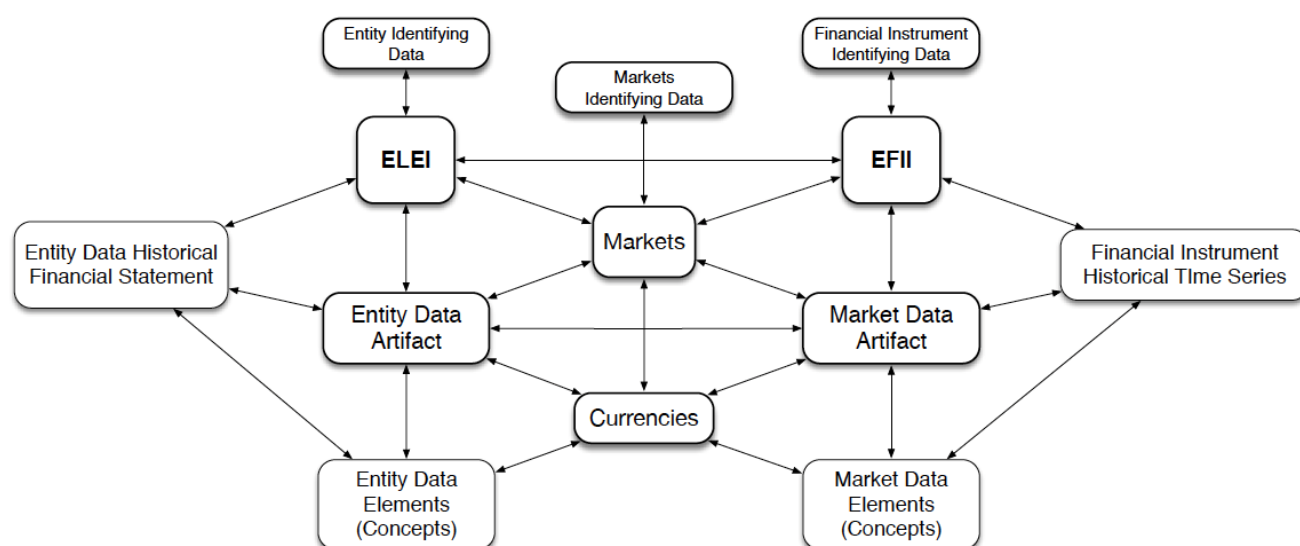 Entity Identifying
Data
Financial Instrument
Identifying Data
Markets
Identifying Data
ELEI
EFII
Markets
Entity Data Historical
Financial Statement
Financial Instrument
Historical TIme Series
Entity Data
Artifact
Market Data
Artifact
Currencies
Entity Data
Elements
(Concepts)
Market Data
Elements
(Concepts)